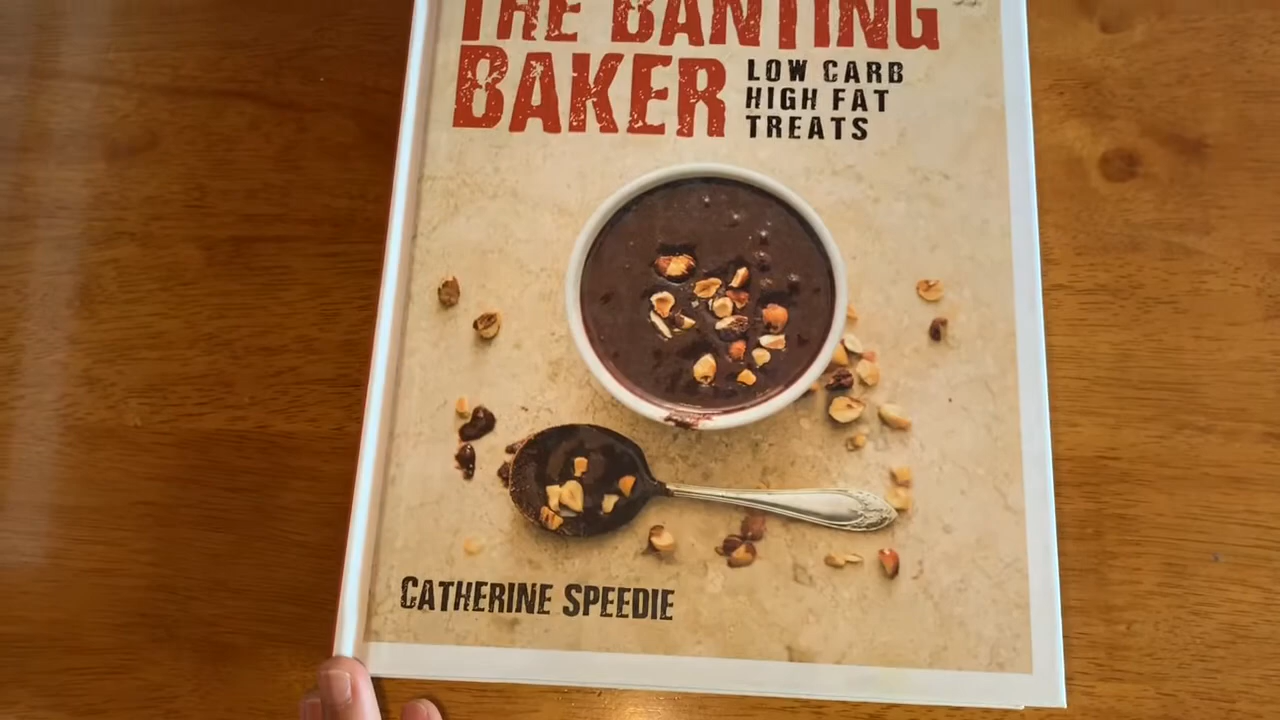 THE BANTING
BAKER
LOW CARB
HIGH FAT
TREATS
CATHERINE SPEEDIE